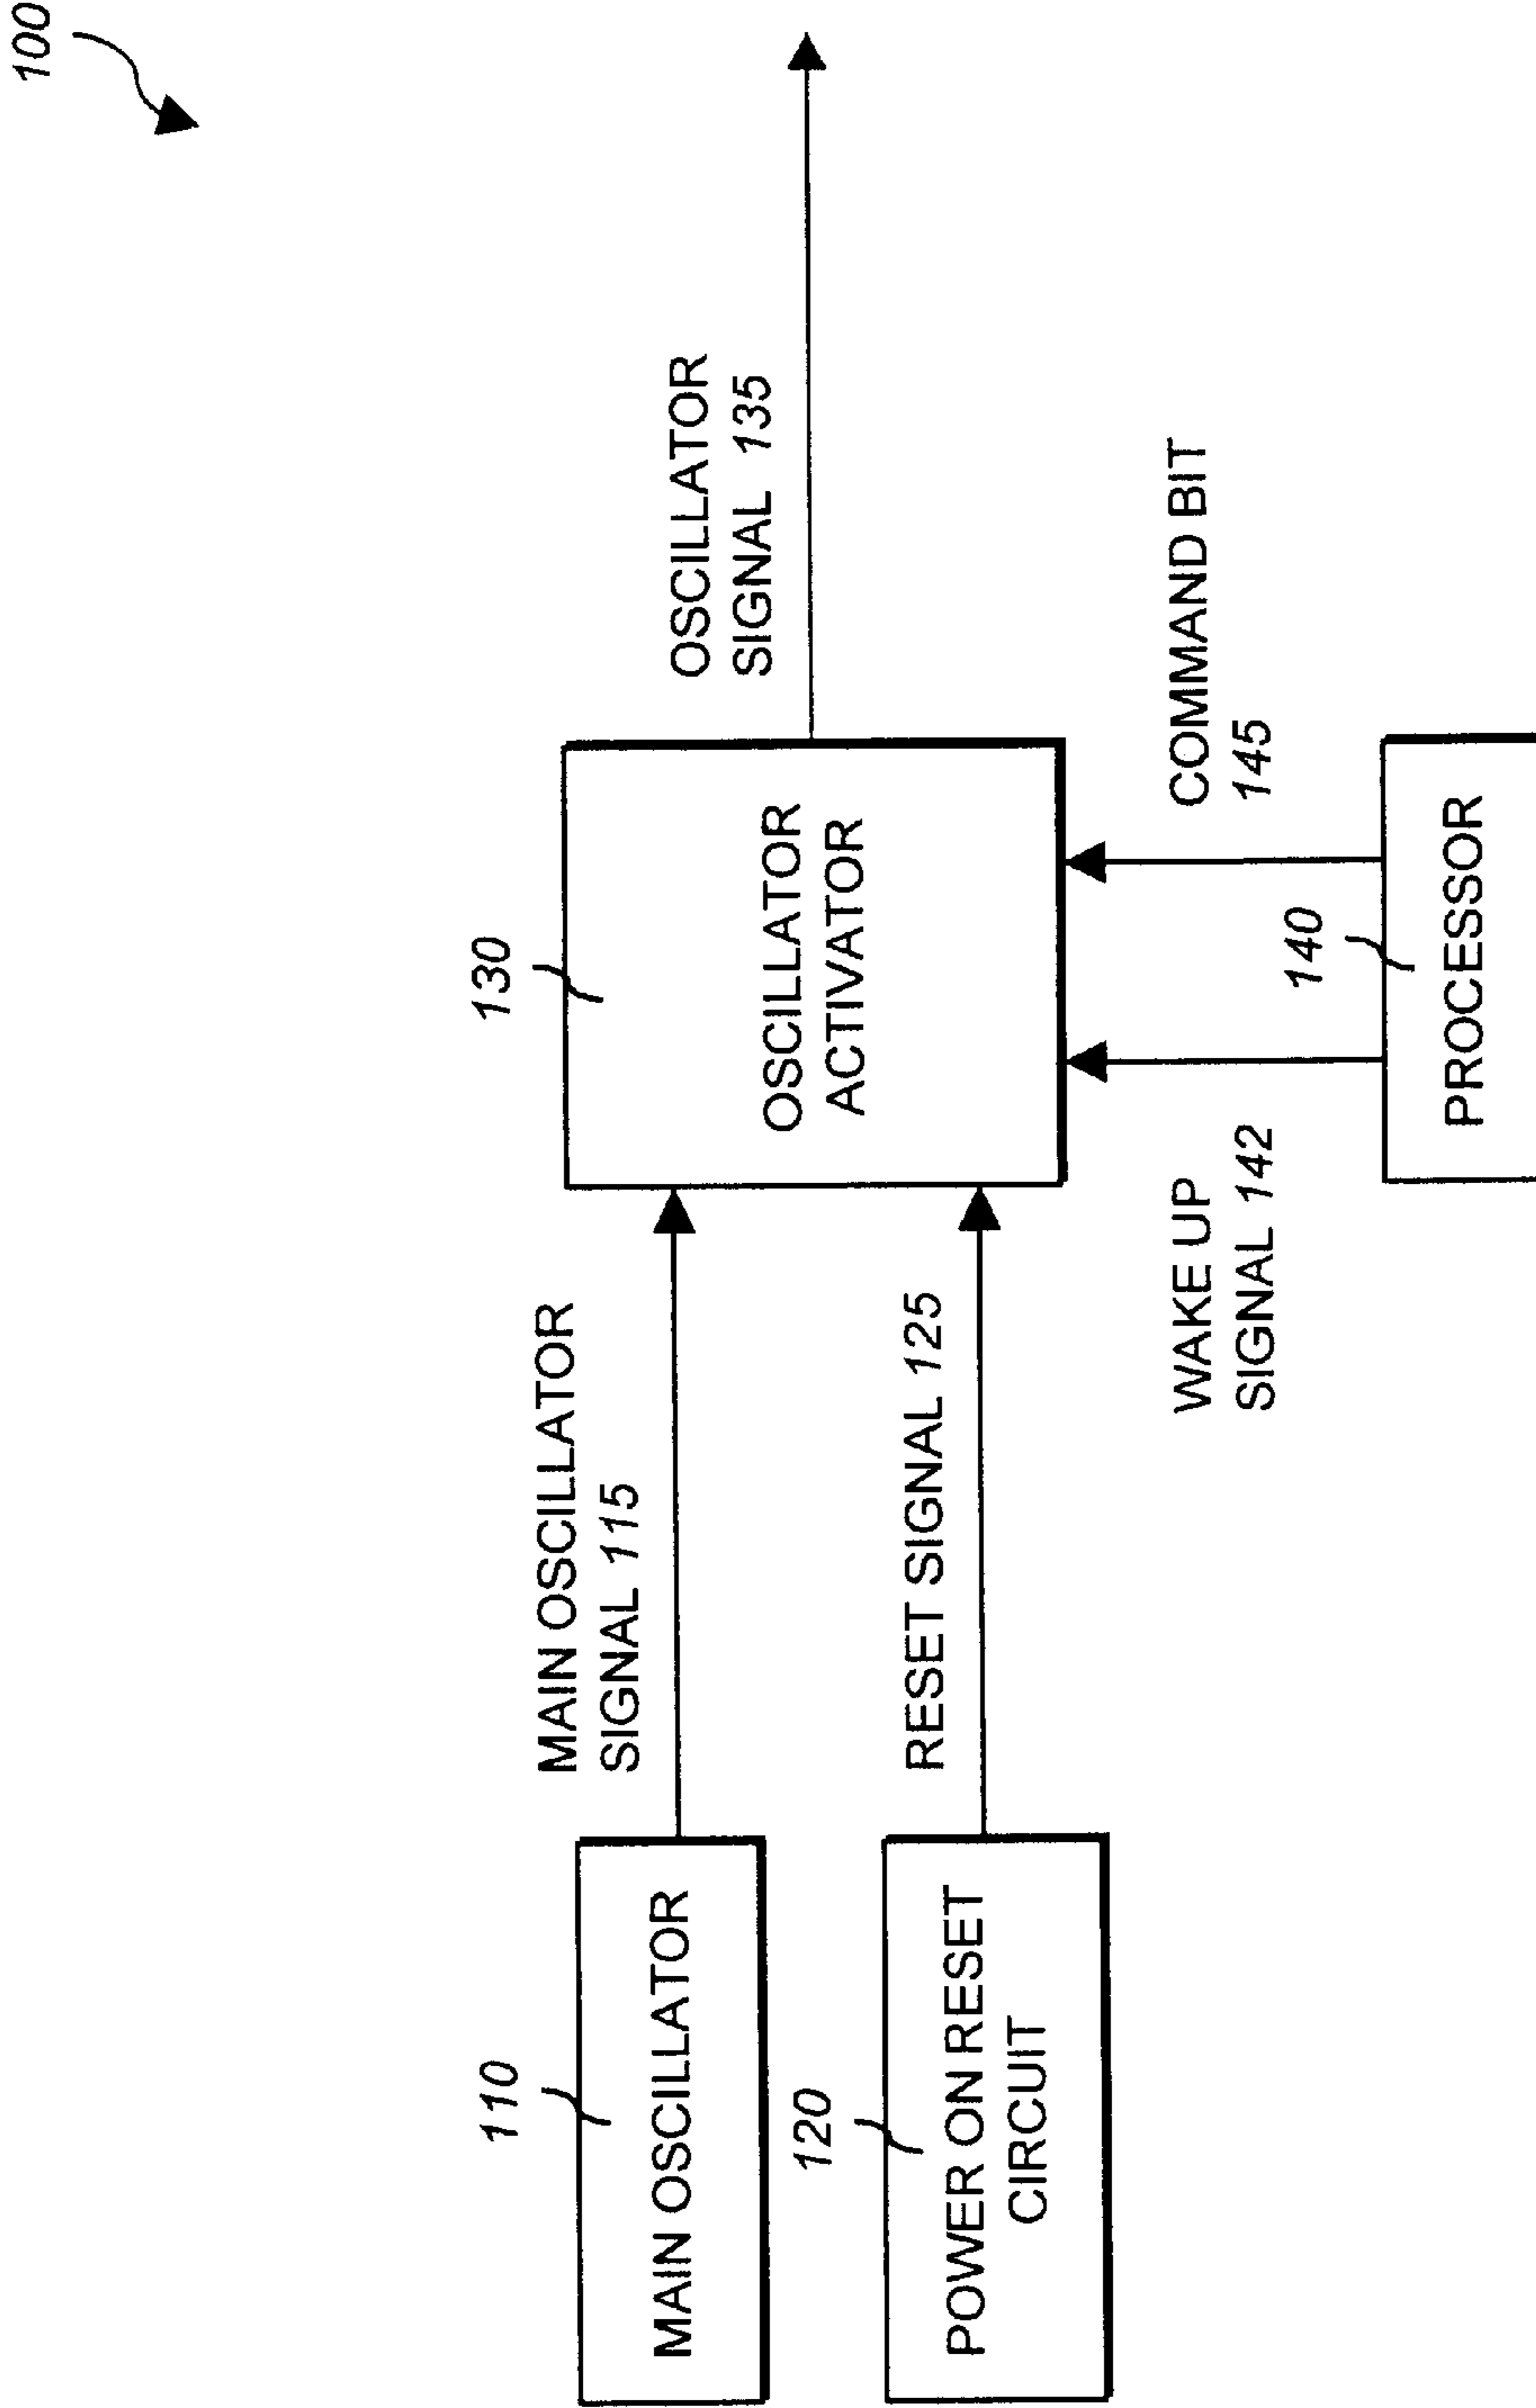 100
110
MAIN OSCILLATOR
MAIN OSCILLATOR
SIGNAL 115
120
POWER ON RESET
CIRCUIT
RESET SIGNAL 125
130
OSCILLATOR
ACTIVATOR
OSCILLATOR
SIGNAL 135
WAKE UP
SIGNAL 142
COMMAND BIT
145
140
PROCESSOR